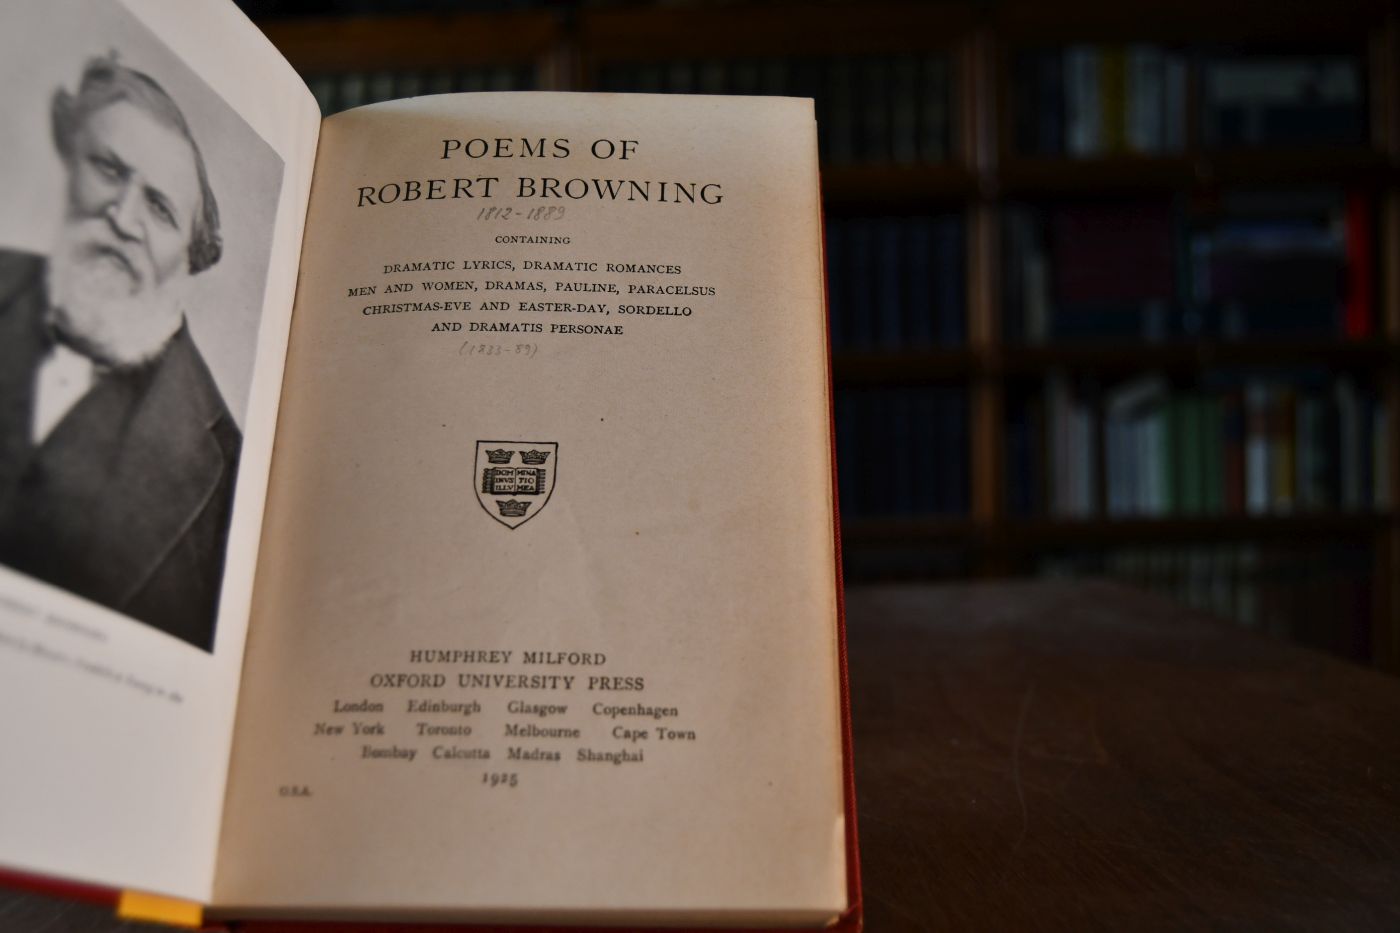 POEMS OF
ROBERT BROWNING
1812-1889
CONTAINING
DRAMATIC LYRICS, DRAMATIC ROMANCES
MEN AND WOMEN, DRAMAS, PAULINE, PARACELSUS
CHRISTMAS-EVE AND EASTER-DAY, SORDELLO
AND DRAMATIS PERSONAE
(1833-89)
DOM MINA
INVS TIO
ILLV MEA
HUMPHREY MILFORD
OXFORD UNIVERSITY PRESS
London Edinburgh Glasgow Copenhagen
New York Toronto Melbourne Cape Town
Bombay Calcutta Madras Shanghai
1925
O.S.A.